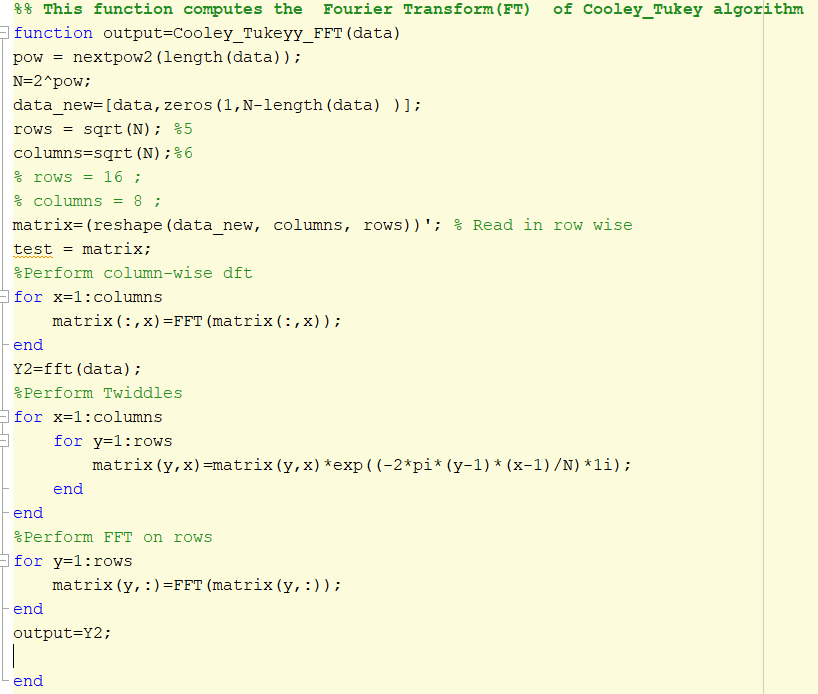 %% This function computes the  Fourier Transform(FT)  of Cooley_Tukey algorithm
function output=Cooley_Tukeyy_FFT(data)
pow = nextpow2(length(data));
N=2^pow;
data_new=[data,zeros(1,N-length(data) )];
rows = sqrt(N); %5
columns=sqrt(N);%6
% rows = 16 ;
% columns = 8 ;
matrix=(reshape(data_new, columns, rows))'; % Read in row wise
test = matrix;
%Perform column-wise dft
for x=1:columns
    matrix(:,x)=FFT(matrix(:,x));
end
Y2=fft(data);
%Perform Twiddles
for x=1:columns
    for y=1:rows
        matrix(y,x)=matrix(y,x)*exp((-2*pi*(y-1)*(x-1)/N)*1i);
    end
end
%Perform FFT on rows
for y=1:rows
    matrix(y,:)=FFT(matrix(y,:));
end
output=Y2;
end